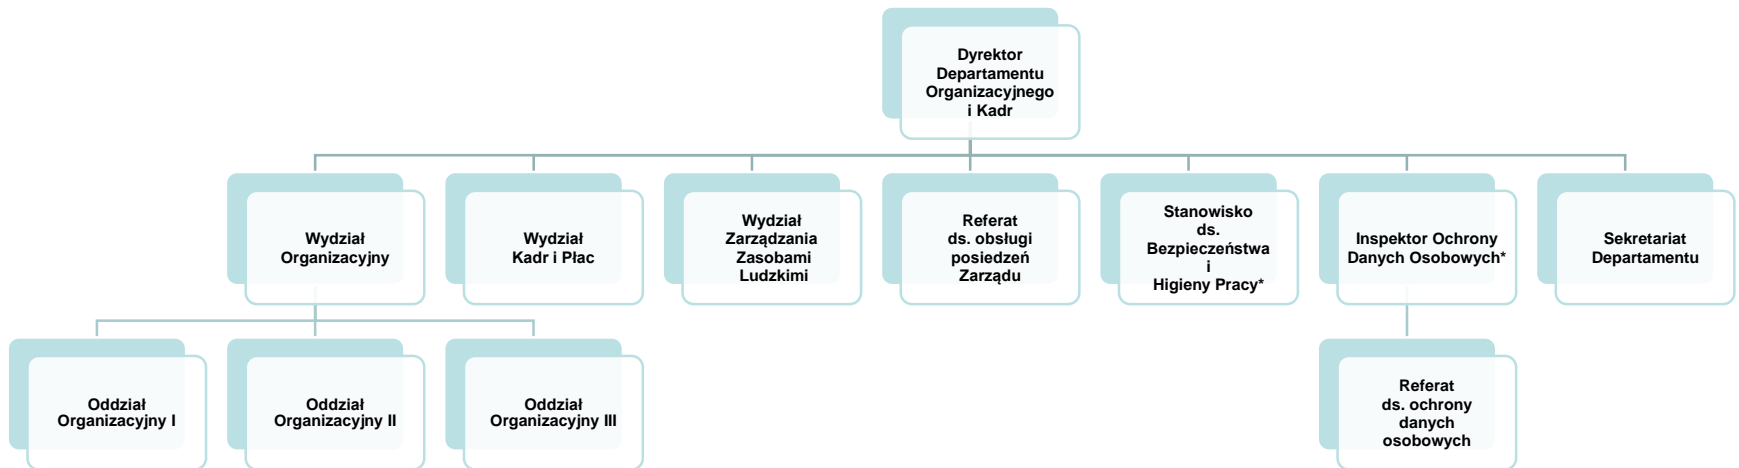 Dyrektor
Departamentu
Organizacyjnego
i Kadr
Wydział
Organizacyjny
Wydział
Kadr i Płac
Wydział
Zarządzania
Zasobami
Ludzkimi
Referat
ds. obsługi
posiedzeń
Zarządu
Stanowisko
ds.
Bezpieczeństwa
i
Higieny Pracy*
Inspektor Ochrony
Danych Osobowych*
Sekretariat
Departamentu
Oddział
Organizacyjny I
Oddział
Organizacyjny II
Oddział
Organizacyjny III
Referat
ds. ochrony
danych
osobowych